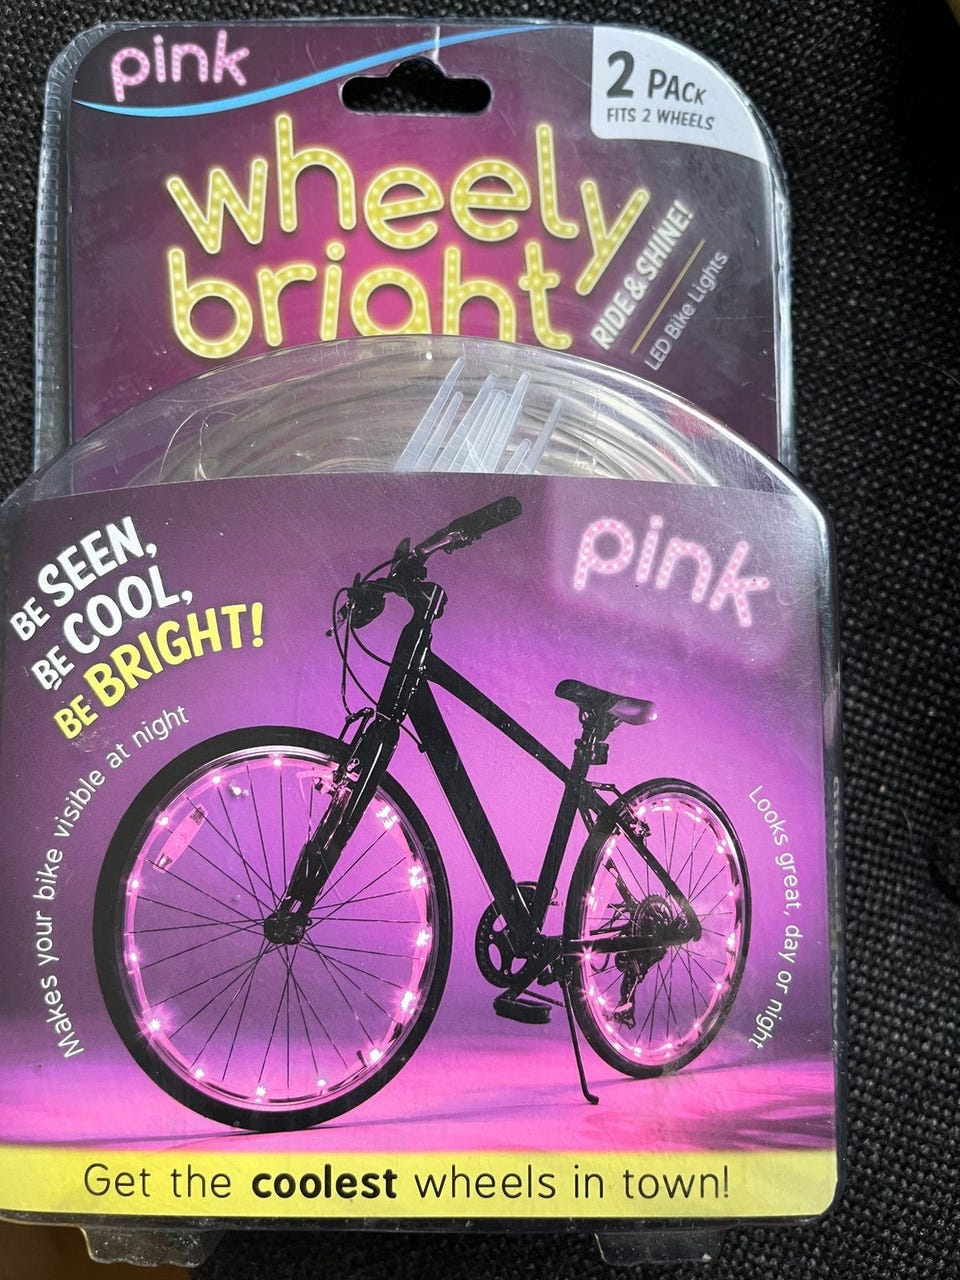 pink
2 PACK
FITS 2 WHEELS
wheely
bright
RIDE & SHINE!
LED Bike Lights
BE SEEN,
BE COOL,
BE BRIGHT!
Makes your bike visible at night
pink
Looks great, day or night
Get the coolest wheels in town!